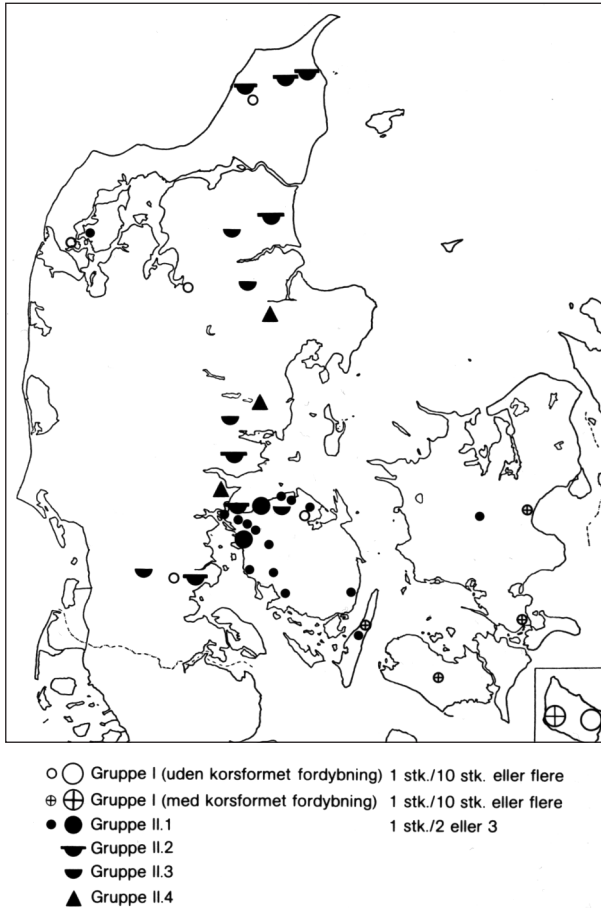 Gruppe I (uden korsformet fordybning) 1 stk./10 stk. eller flere
Gruppe I (med korsformet fordybning) 1 stk./10 stk. eller flere
Gruppe II.1 1 stk./2 eller 3
Gruppe II.2
Gruppe II.3
Gruppe II.4